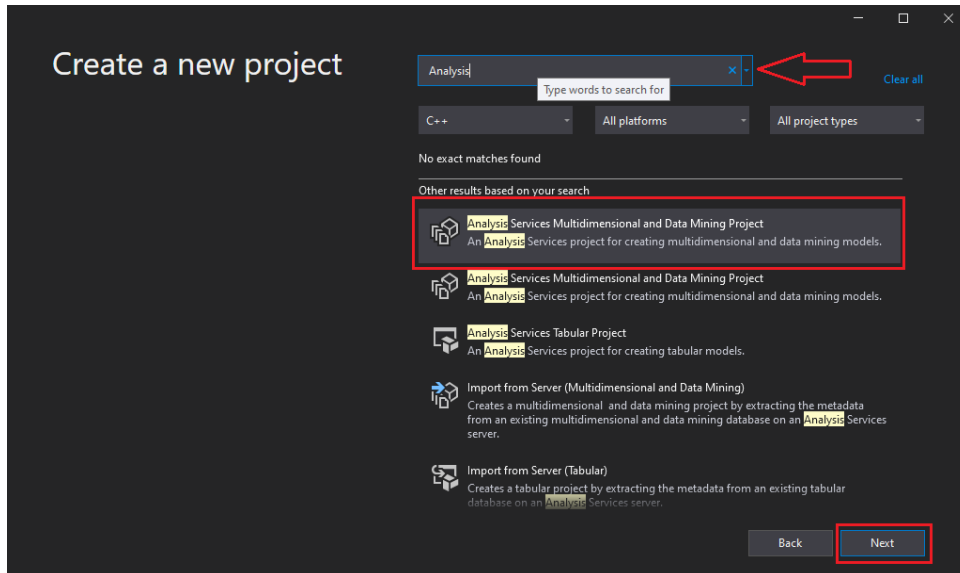 Create a new project
Analysis
Type words to search for
Clear all
C++
All platforms
All project types
No exact matches found
Other results based on your search
Analysis Services Multidimensional and Data Mining Project
An Analysis Services project for creating multidimensional and data mining models.
Analysis Services Multidimensional and Data Mining Project
An Analysis Services project for creating multidimensional and data mining models.
Analysis Services Tabular Project
An Analysis Services project for creating tabular models.
Import from Server (Multidimensional and Data Mining)
Creates a multidimensional and data mining project by extracting the metadata
from an existing multidimensional and data mining database on an Analysis Services
server.
Import from Server (Tabular)
Creates a tabular project by extracting the metadata from an existing tabular
database on an Analysis Services server.
Back
Next